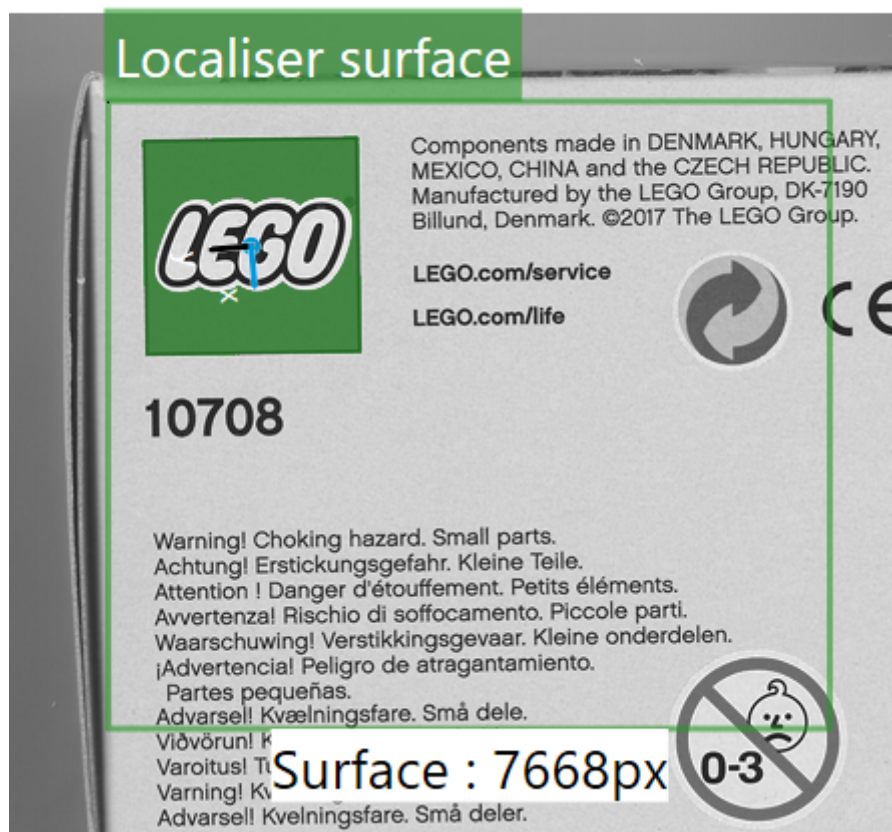 Localiser surface
LEGO
Components made in DENMARK, HUNGARY,
MEXICO, CHINA and the CZECH REPUBLIC.
Manufactured by the LEGO Group, DK-7190
Billund, Denmark. ©2017 The LEGO Group.
LEGO.com/service
LEGO.com/life
CE
10708
Warning! Choking hazard. Small parts.
Achtung! Erstickungsgefahr. Kleine Teile.
Attention ! Danger d'étouffement. Petits éléments.
Avvertenza! Rischio di soffocamento. Piccole parti.
Waarschuwing! Verstikkingsgevaar. Kleine onderdelen.
¡Advertencia! Peligro de atragantamiento.
Partes pequeñas.
Advarsel! Kvælningsfare. Små dele.
Viðvörun!
Varoitus!
Varning!
Advarsel! Kvelningsfare. Små deler.
Surface : 7668px
0-3